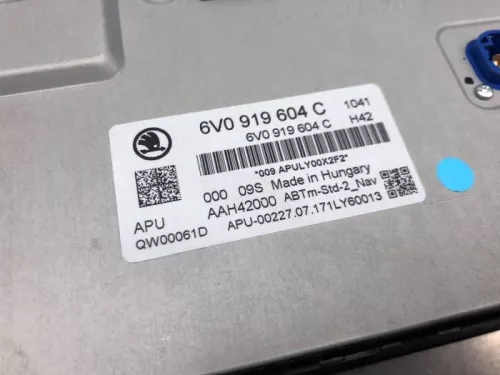 6V0 919 604 C 1041
6V0 919 604 C H42
*009 APULY00X2F2*
000 09S Made in Hungary
APU AAH42000 ABTm-Std-2_Nav
QW00061D APU-00227.07.171LY60013